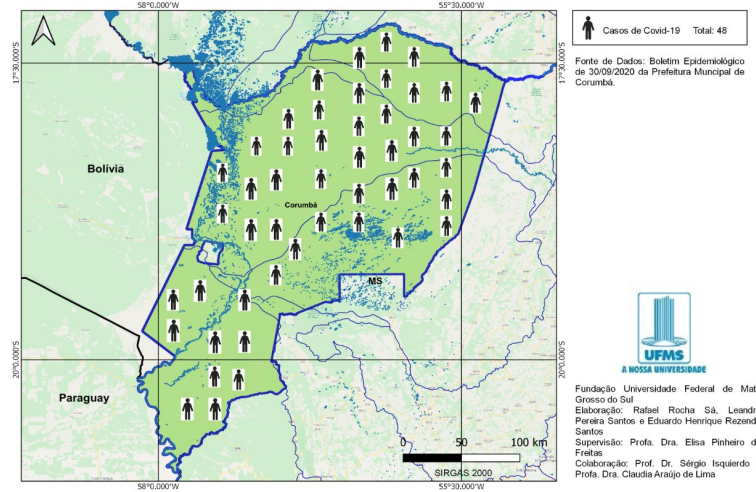 58°0.000'W
55°30.000'W
17°30.000'S
17°30.000'S
Bolívia
Corumbá
MS
20°0.000'S
20°0.000'S
Paraguay
0 50 100 km
SIRGAS 2000
58°0.000'W
55°30.000'W
Casos de Covid-19 Total: 48
Fonte de Dados: Boletim Epidemiológico
de 30/09/2020 da Prefeitura Muncipal de
Corumbá.
UFMS
A NOSSA UNIVERSIDADE
Fundação Universidade Federal de Mat
Grosso do Sul
Elaboração: Rafael Rocha Sá, Leandr
Pereira Santos e Eduardo Henrique Rezend
Santos
Supervisão: Profa. Dra. Elisa Pinheiro d
Freitas
Colaboração: Prof. Dr. Sérgio Isquierdo
Profa. Dra. Claudia Araújo de Lima